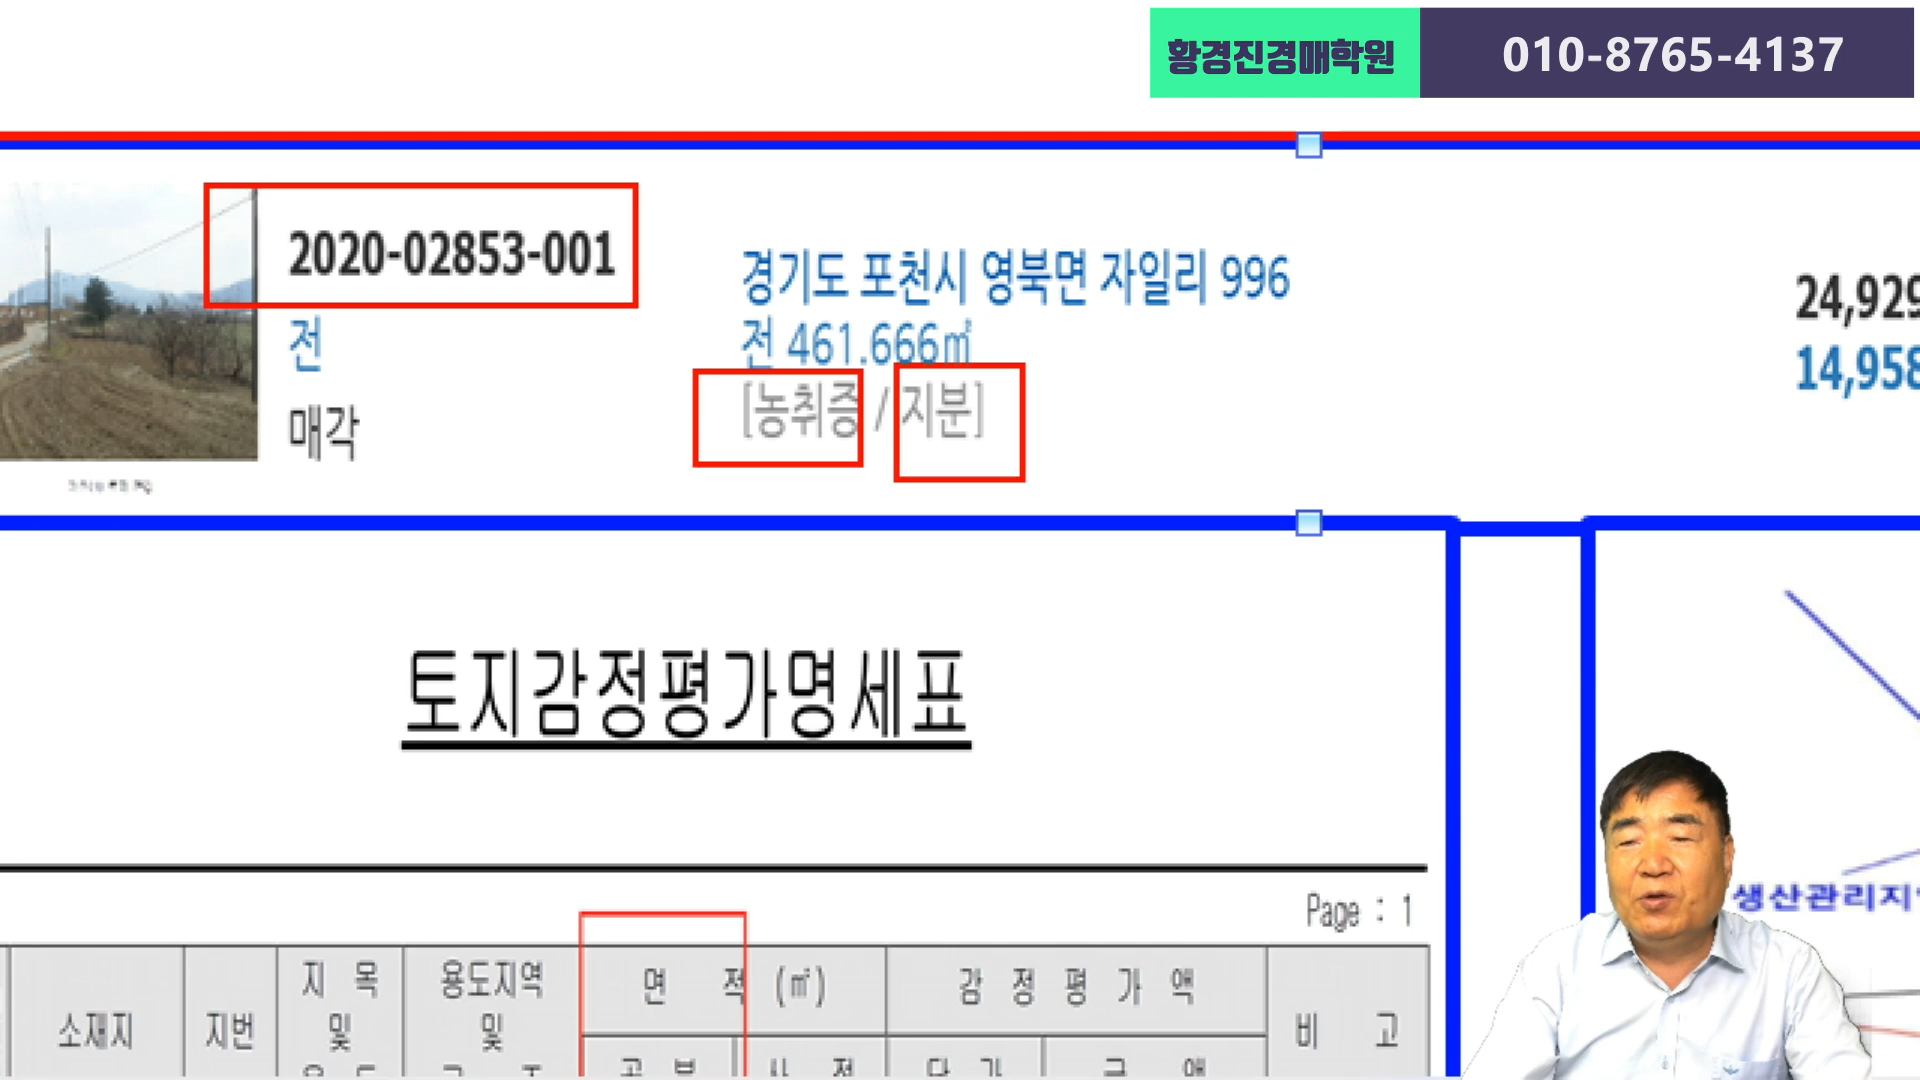 황경진경매학원 010-8765-4137
2020-02853-001
전
매각
경기도 포천시 영북면 자일리 996
전 461.666㎡
[농취증 / 지분]
24,929
14,958
토지감정평가명세표
Page : 1
소재지
지번
지 목
및
용도지역
및
면 적 (㎡)
감 정 평 가 액
비 고
생산관리지